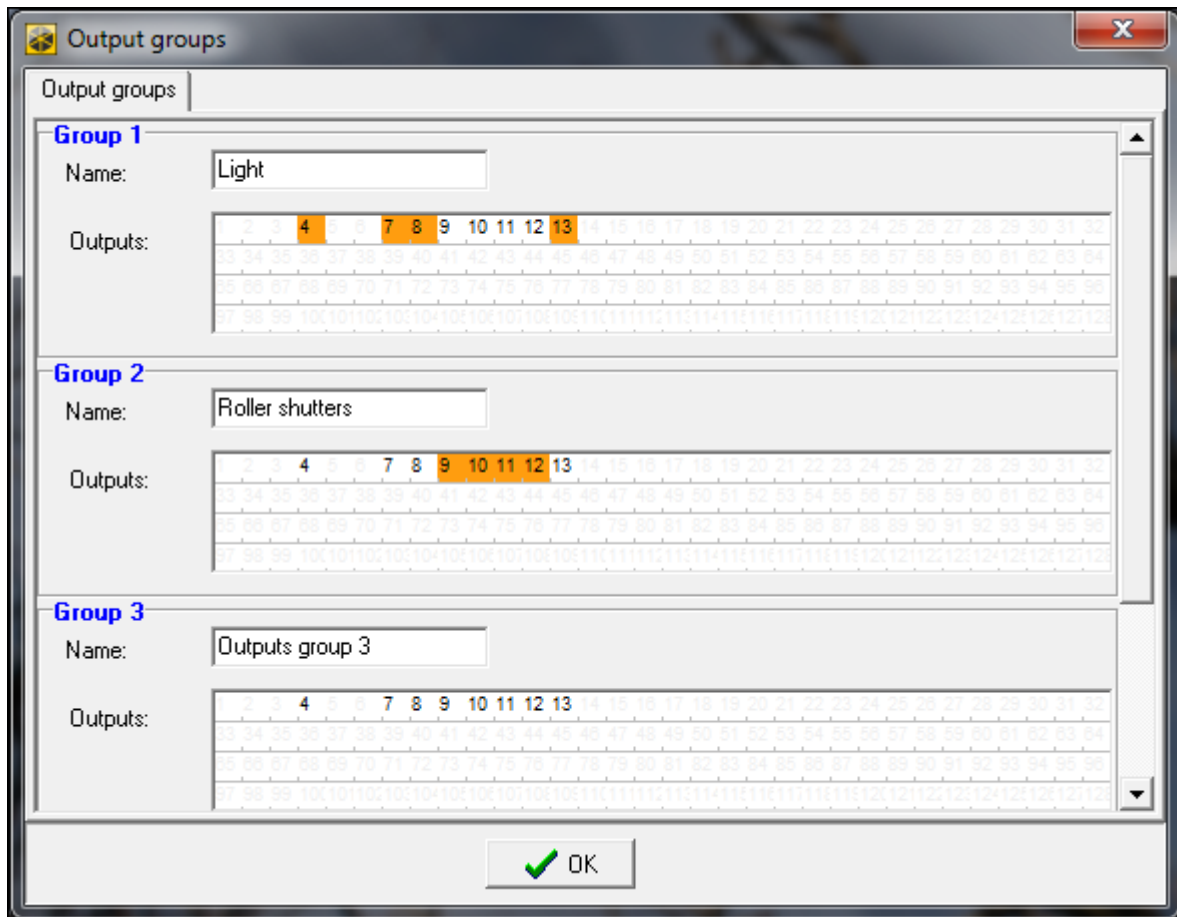 Output groups
Output groups
Group 1
Name: Light
Outputs: 1 2 3 4 5 6 7 8 9 10 11 12 13 14 15 16 17 18 19 20 21 22 23 24 25 26 27 28 29 30 31 32
33 34 35 36 37 38 39 40 41 42 43 44 45 46 47 48 49 50 51 52 53 54 55 56 57 58 59 60 61 62 63 64
65 66 67 68 69 70 71 72 73 74 75 76 77 78 79 80 81 82 83 84 85 86 87 88 89 90 91 92 93 94 95 96
97 98 99
Group 2
Name: Roller shutters
Outputs: 1 2 3 4 5 6 7 8 9 10 11 12 13 14 15 16 17 18 19 20 21 22 23 24 25 26 27 28 29 30 31 32
33 34 35 36 37 38 39 40 41 42 43 44 45 46 47 48 49 50 51 52 53 54 55 56 57 58 59 60 61 62 63 64
65 66 67 68 69 70 71 72 73 74 75 76 77 78 79 80 81 82 83 84 85 86 87 88 89 90 91 92 93 94 95 96
97 98 99
Group 3
Name: Outputs group 3
Outputs: 1 2 3 4 5 6 7 8 9 10 11 12 13 14 15 16 17 18 19 20 21 22 23 24 25 26 27 28 29 30 31 32
33 34 35 36 37 38 39 40 41 42 43 44 45 46 47 48 49 50 51 52 53 54 55 56 57 58 59 60 61 62 63 64
65 66 67 68 69 70 71 72 73 74 75 76 77 78 79 80 81 82 83 84 85 86 87 88 89 90 91 92 93 94 95 96
97 98 99
OK